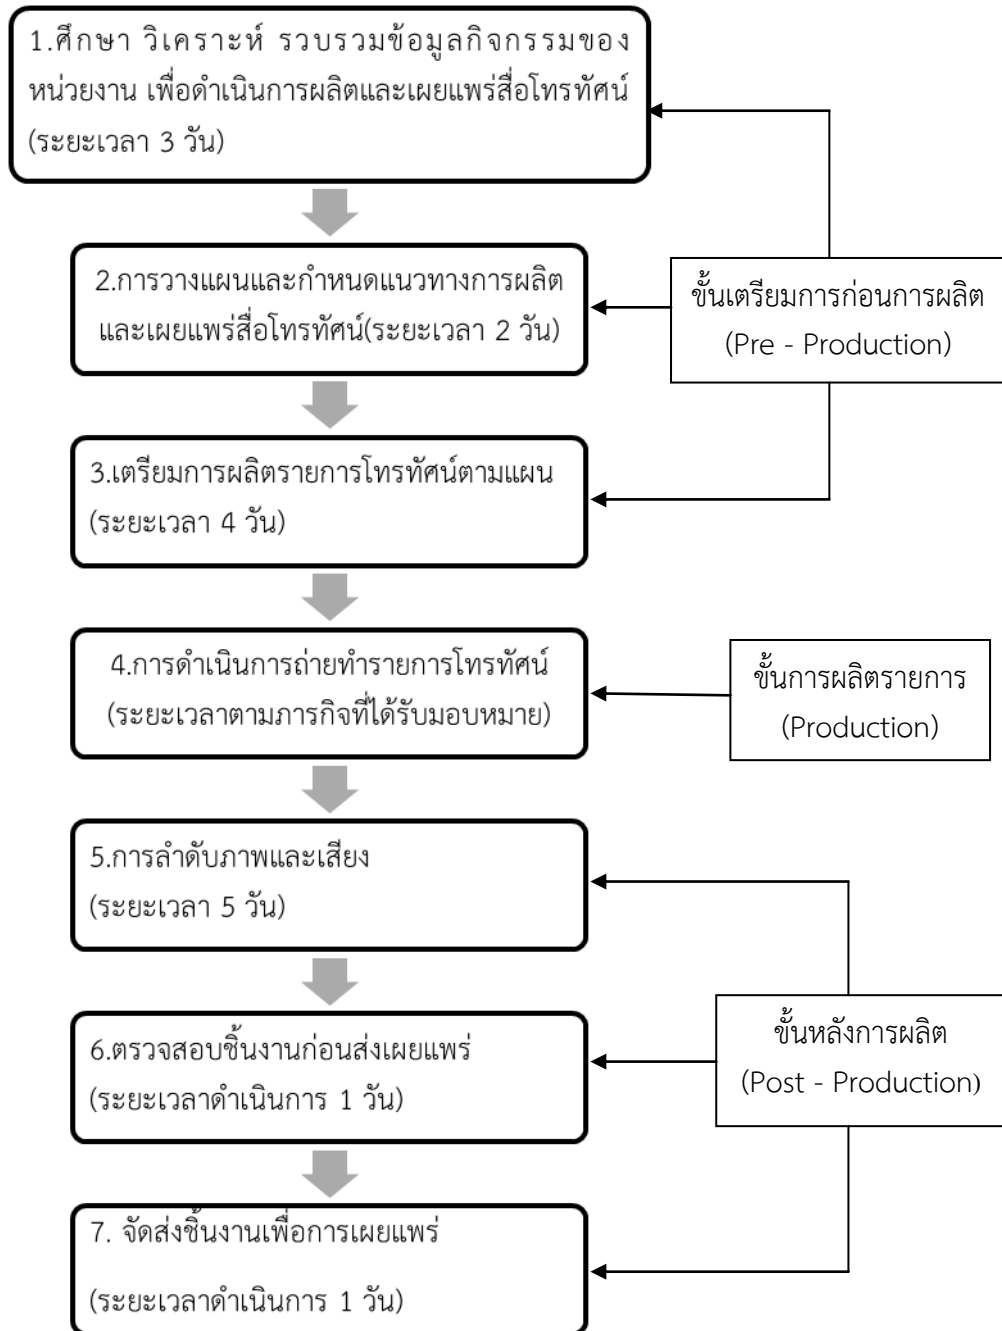 1.ศึกษา วิเคราะห์ รวบรวมข้อมูลกิจกรรมของ
หน่วยงาน เพื่อดำเนินการผลิตและเผยแพร่สื่อโทรทัศน์
(ระยะเวลา 3 วัน)
2.การวางแผนและกำหนดแนวทางการผลิต
และเผยแพร่สื่อโทรทัศน์(ระยะเวลา 2 วัน)
ขั้นเตรียมการก่อนการผลิต
(Pre - Production)
3.เตรียมการผลิตรายการโทรทัศน์ตามแผน
(ระยะเวลา 4 วัน)
4.การดำเนินการถ่ายทำรายการโทรทัศน์
(ระยะเวลาตามภารกิจที่ได้รับมอบหมาย)
ขั้นการผลิตรายการ
(Production)
5.การลำดับภาพและเสียง
(ระยะเวลา 5 วัน)
6.ตรวจสอบชิ้นงานก่อนส่งเผยแพร่
(ระยะเวลาดำเนินการ 1 วัน)
ขั้นหลังการผลิต
(Post - Production)
7. จัดส่งชิ้นงานเพื่อการเผยแพร่
(ระยะเวลาดำเนินการ 1 วัน)